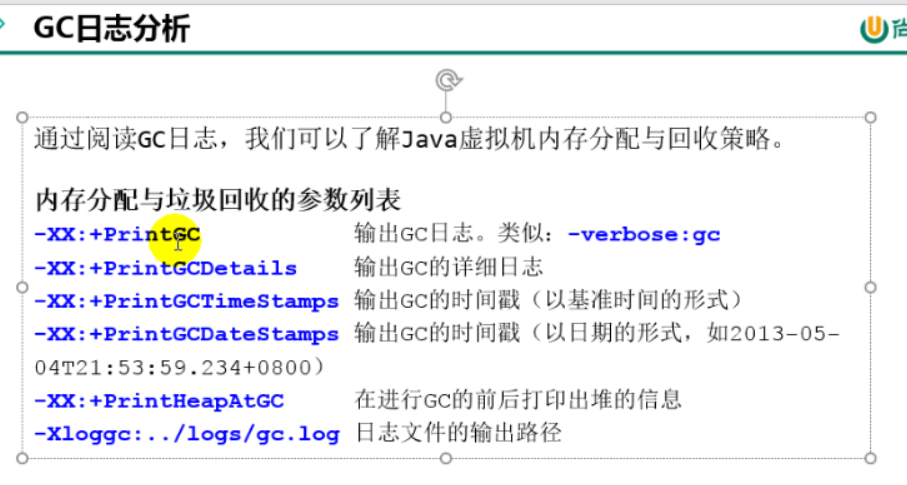 GC日志分析
尚
通过阅读GC日志，我们可以了解Java虚拟机内存分配与回收策略。
内存分配与垃圾回收的参数列表
-XX:+PrintGC 输出GC日志。类似：-verbose:gc
-XX:+PrintGCDetails 输出GC的详细日志
-XX:+PrintGCTimeStamps 输出GC的时间戳（以基准时间的形式）
-XX:+PrintGCDateStamps 输出GC的时间戳（以日期的形式，如2013-05-
04T21:53:59.234+0800）
-XX:+PrintHeapAtGC 在进行GC的前后打印出堆的信息
-Xloggc:../logs/gc.log 日志文件的输出路径